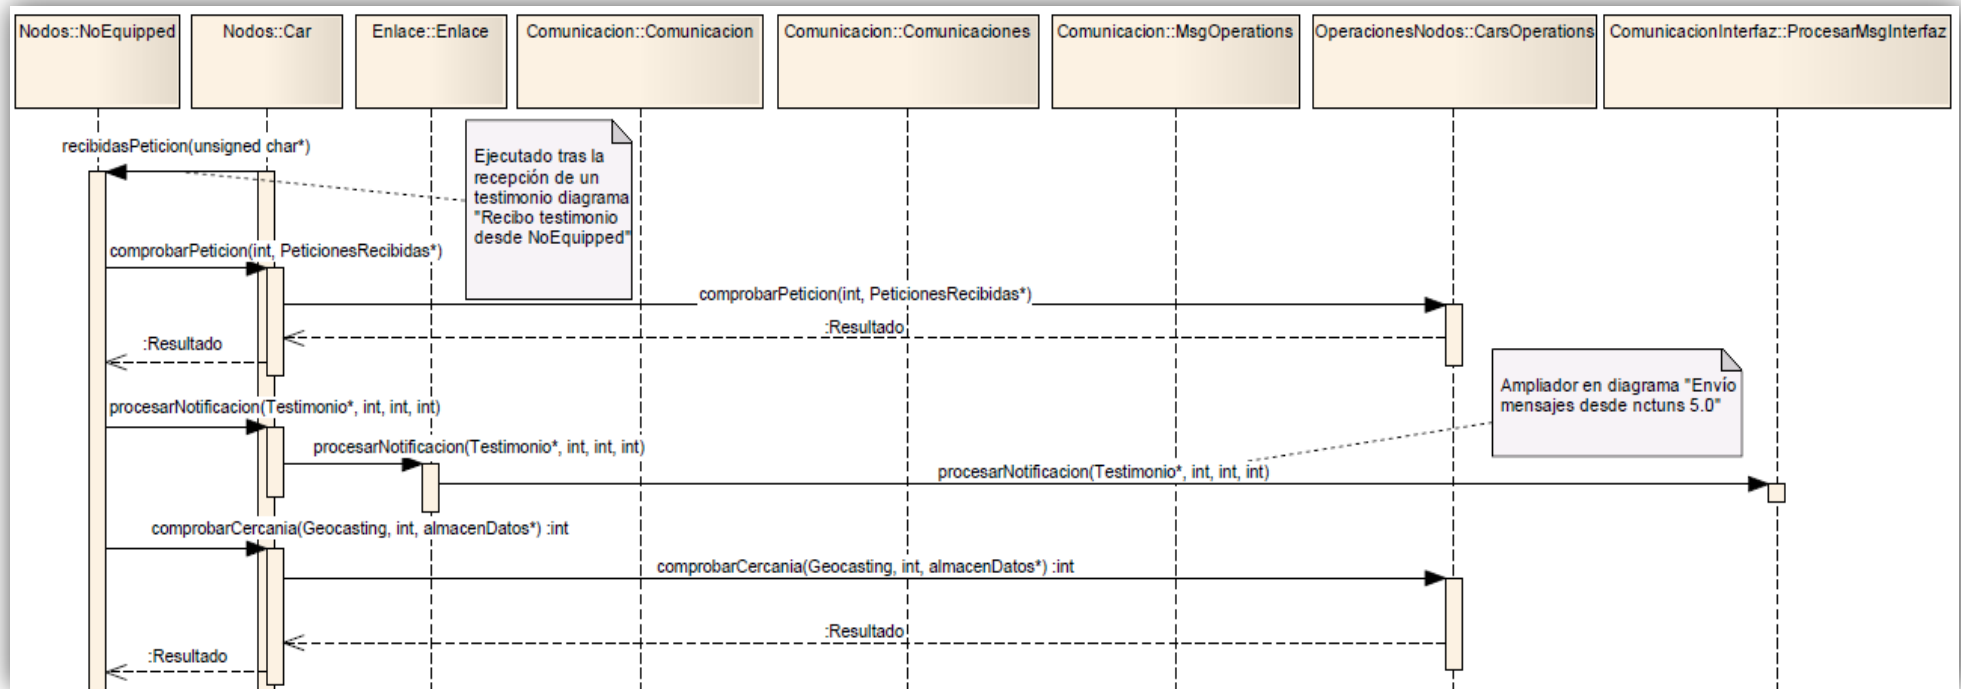 Nodos::NoEquipped
Nodos::Car
Enlace::Enlace
Comunicacion::Comunicacion
Comunicacion::Comunicaciones
Comunicacion::MsgOperations
OperacionesNodos::CarsOperations
ComunicacionInterfaz::ProcesarMsgInterfaz
recibidasPeticion(unsigned char*)
Ejecutado tras la
recepción de un
testimonio diagrama
"Recibo testimonio
desde NoEquipped"
comprobarPeticion(int, PeticionesRecibidas*)
comprobarPeticion(int, PeticionesRecibidas*)
:Resultado
:Resultado
Ampliador en diagrama "Envío
mensajes desde nctuns 5.0"
procesarNotificacion(Testimonio*, int, int, int)
procesarNotificacion(Testimonio*, int, int, int)
procesarNotificacion(Testimonio*, int, int, int)
comprobarCercania(Geocasting, int, almacenDatos*) :int
comprobarCercania(Geocasting, int, almacenDatos*) :int
:Resultado
:Resultado